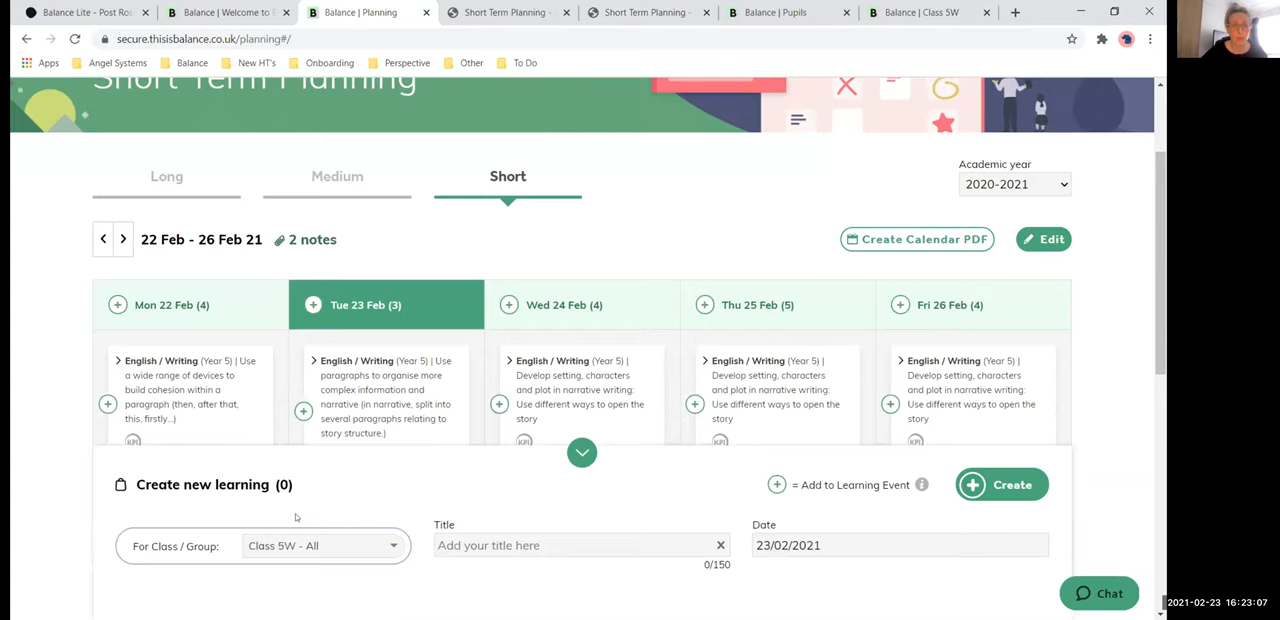 Balance Lite - Post Ros
Balance | Welcome to B
Balance | Planning
Short Term Planning -
Short Term Planning -
Balance | Pupils
Balance | Class 5W
secure.thisisbalance.co.uk/planning#/
Apps
Angel Systems
Balance
New HT's
Onboarding
Perspective
Other
To Do
Short Term Planning
Long
Medium
Short
Academic year
2020-2021
22 Feb - 26 Feb 21
2 notes
Create Calendar PDF
Edit
Mon 22 Feb (4)
Tue 23 Feb (3)
Wed 24 Feb (4)
Thu 25 Feb (5)
Fri 26 Feb (4)
English / Writing (Year 5) | Use
a wide range of devices to
build cohesion within a
paragraph (then, after that,
this, firstly...)
KPI
English / Writing (Year 5) | Use
paragraphs to organise more
complex information and
narrative (in narrative, split into
several paragraphs relating to
story structure.)
English / Writing (Year 5) |
Develop setting, characters
and plot in narrative writing:
Use different ways to open the
story
KPI
English / Writing (Year 5) |
Develop setting, characters
and plot in narrative writing:
Use different ways to open the
story
KPI
English / Writing (Year 5) |
Develop setting, characters
and plot in narrative writing:
Use different ways to open the
story
KPI
Create new learning (0)
= Add to Learning Event
Create
For Class / Group:
Class 5W - All
Title
Add your title here
0/150
Date
23/02/2021
Chat
2021-02-23 16:23:07